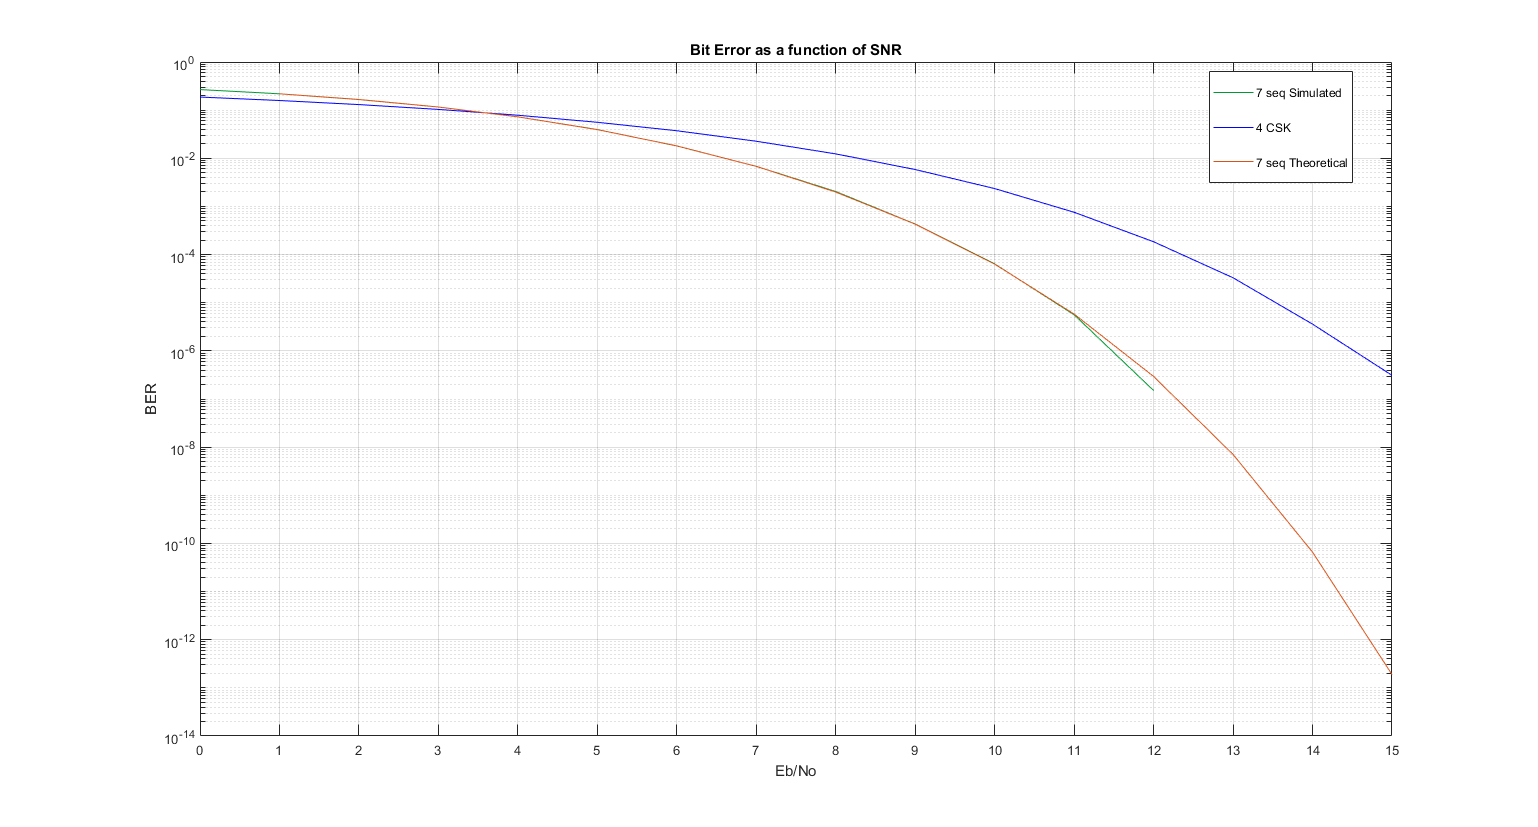 Bit Error as a function of SNR
7 seq Simulated
4 CSK
7 seq Theoretical
BER
10^0
10^-2
10^-4
10^-6
10^-8
10^-10
10^-12
10^-14
0 1 2 3 4 5 6 7 8 9 10 11 12 13 14 15
Eb/No